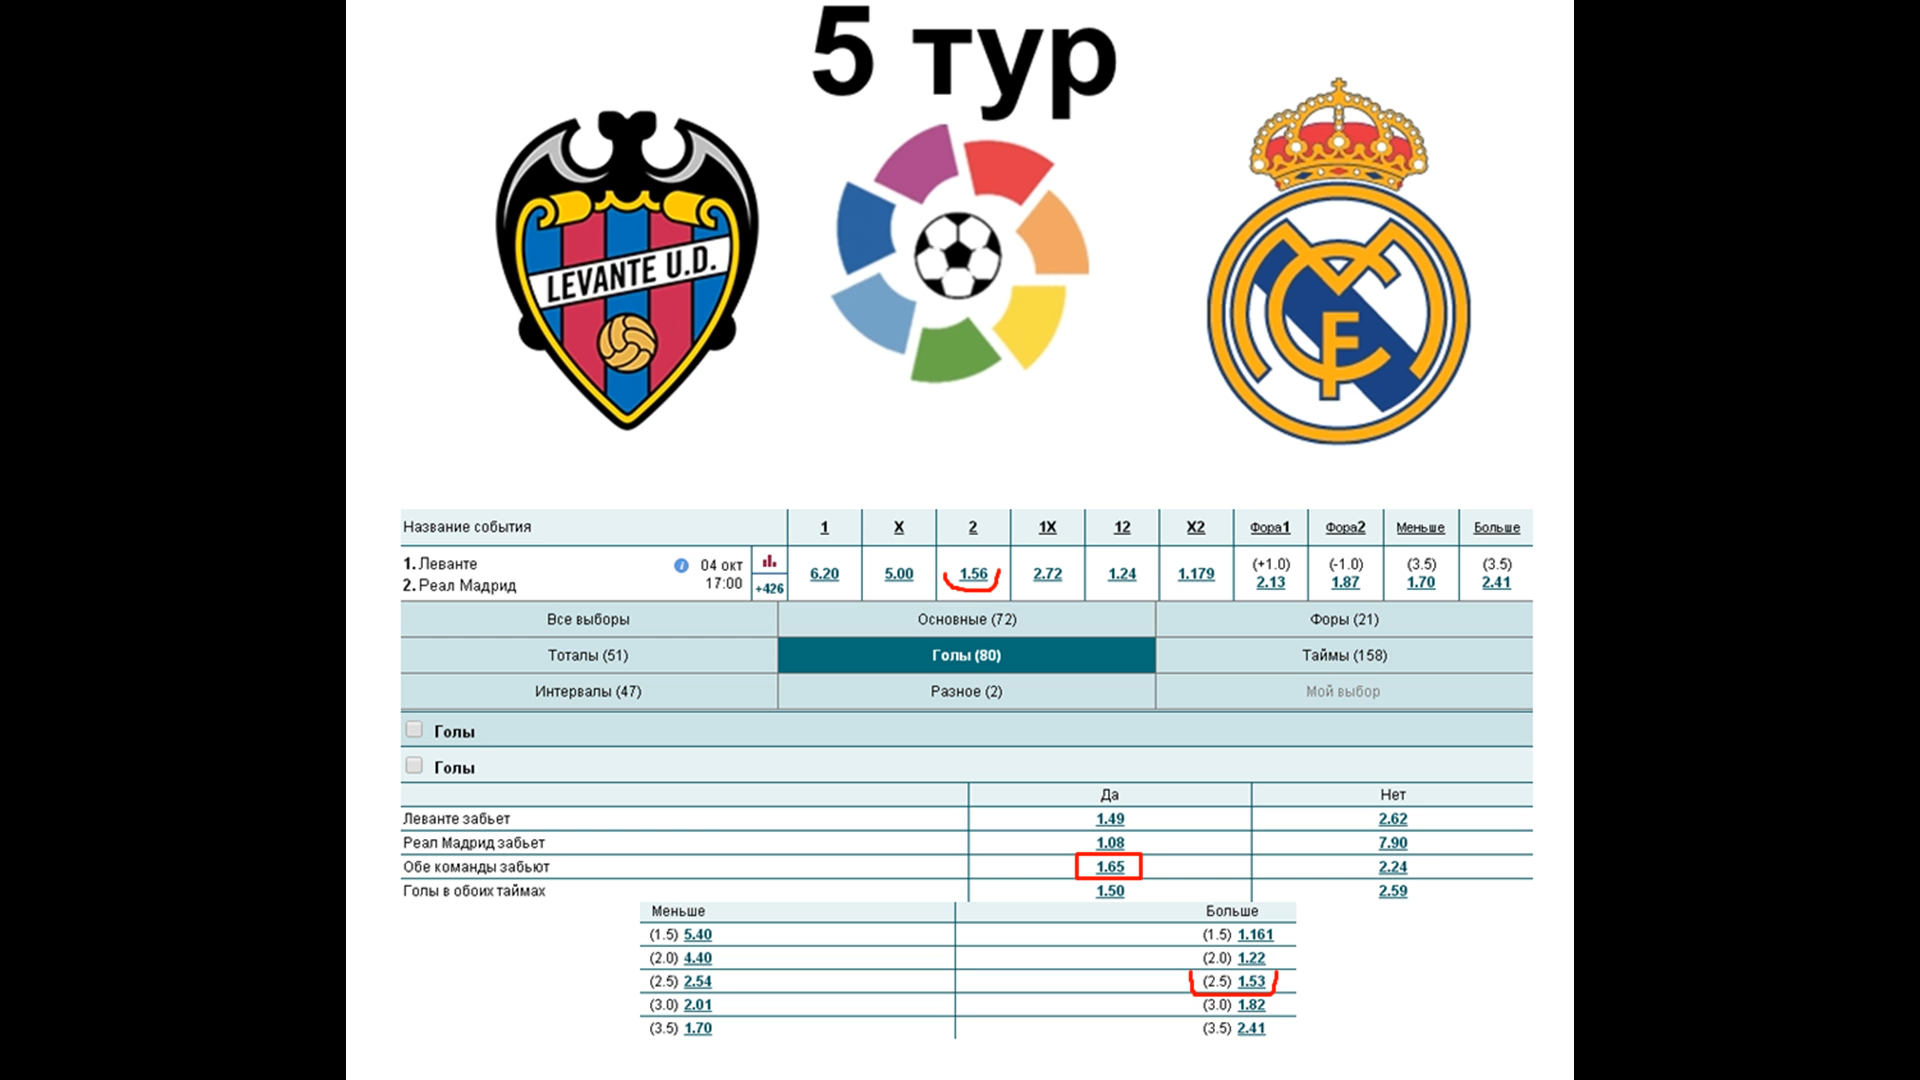 5 тур
LEVANTE U.D.
Название события 1 X 2 1X 12 X2 Фора1 Фора2 Меньше Больше
1. Леванте 04 окт (+1.0) (-1.0) (3.5) (3.5)
2. Реал Мадрид 17:00 +426 6.20 5.00 1.56 2.72 1.24 1.179 2.13 1.87 1.70 2.41
Все выборы Основные (72) Форы (21)
Тоталы (51) Голы (80) Таймы (158)
Интервалы (47) Разное (2) Мой выбор
Голы
Голы
Да Нет
Леванте забьет 1.49 2.62
Реал Мадрид забьет 1.08 7.90
Обе команды забьют 1.65 2.24
Голы в обоих таймах 1.50 2.59
Меньше Больше
(1.5) 5.40 (1.5) 1.161
(2.0) 4.40 (2.0) 1.22
(2.5) 2.54 (2.5) 1.53
(3.0) 2.01 (3.0) 1.82
(3.5) 1.70 (3.5) 2.41